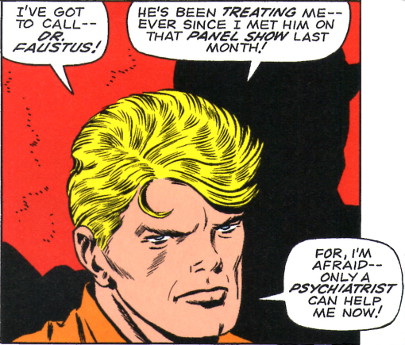 I'VE GOT
TO CALL--
DR.
FAUSTUS!
HE'S BEEN TREATING ME--
EVER SINCE I MET HIM ON
THAT PANEL SHOW LAST
MONTH!
FOR, I'M
AFRAID--
ONLY A
PSYCHIATRIST
CAN HELP
ME NOW!